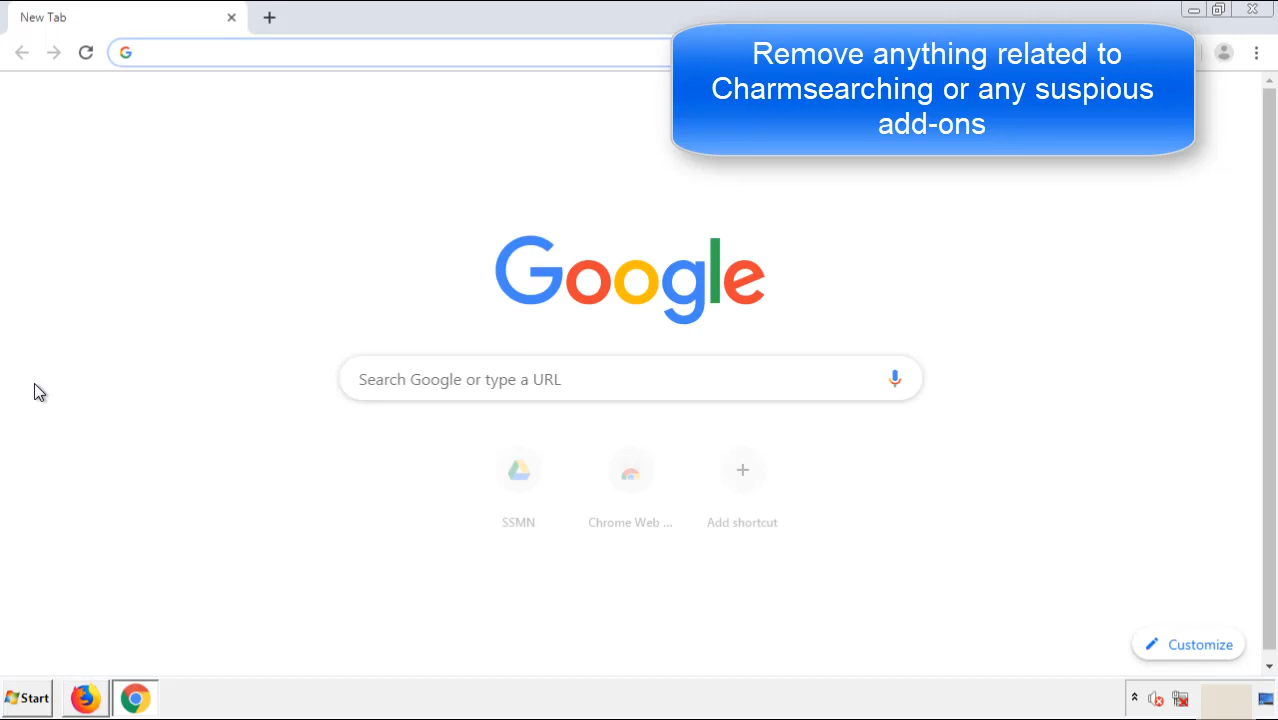 New Tab
Remove anything related to
Charmsearching or any suspious
add-ons
Google
Search Google or type a URL
SSMN
Chrome Web ...
Add shortcut
Customize
Start